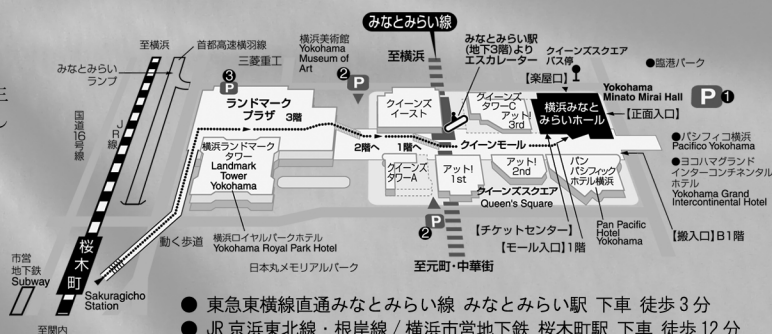 みなとみらい線
至横浜
首都高速横羽線
三菱重工
みなとみらい
ランプ
国道16号線
JR線
横浜美術館
Yokohama
Museum of
Art
❷
P
至横浜
みなとみらい駅
(地下3階)より
エスカレーター
クイーンズスクエア
バス停
●臨港パーク
【楽屋口】
Yokohama
Minato Mirai Hall
P❶
【正面入口】
❸
P
ランドマーク
プラザ 3階
クイーンズ
イースト
クイーンズ
タワーC
アット!
3rd
横浜みなと
みらいホール
2階へ
1階へ
クイーンモール
●パシフィコ横浜
Pacifico Yokohama
●ヨコハマグランド
インターコンチネンタル
ホテル
Yokohama Grand
Intercontinental Hotel
横浜ランドマーク
タワー
Landmark
Tower
Yokohama
クイーンズ
タワーA
アット!
1st
アット!
2nd
パン
パシフィック
ホテル横浜
クイーンズスクエア
Queen's Square
P
❷
【チケットセンター】
【モール入口】1階
Pan Pacific
Hotel
Yokohama
【搬入口】B1階
動く歩道
横浜ロイヤルパークホテル
Yokohama Royal Park Hotel
日本丸メモリアルパーク
至元町・中華街
桜木町
市営
地下鉄
Subway
Sakuragicho
Station
至関内
● 東急東横線直通みなとみらい線 みなとみらい駅 下車 徒歩3分
● JR京浜東北線・根岸線/横浜市営地下鉄 桜木町駅 下車 徒歩12分